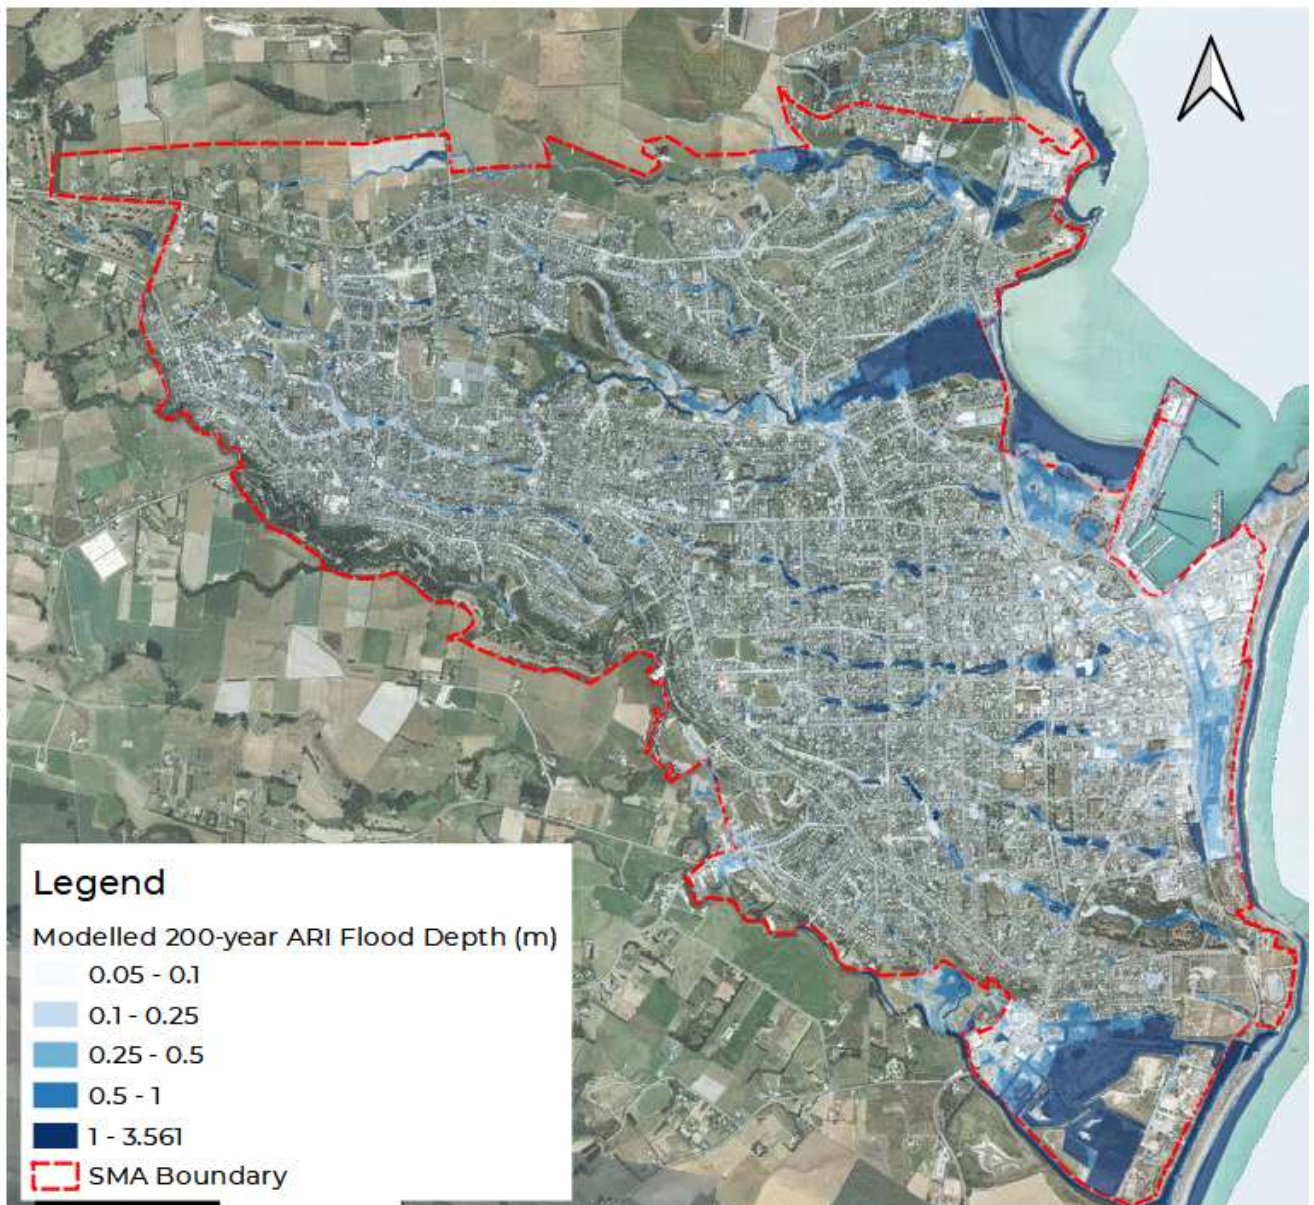 Legend
Modelled 200-year ARI Flood Depth (m)
0.05 - 0.1
0.1 - 0.25
0.25 - 0.5
0.5 - 1
1 - 3.561
SMA Boundary